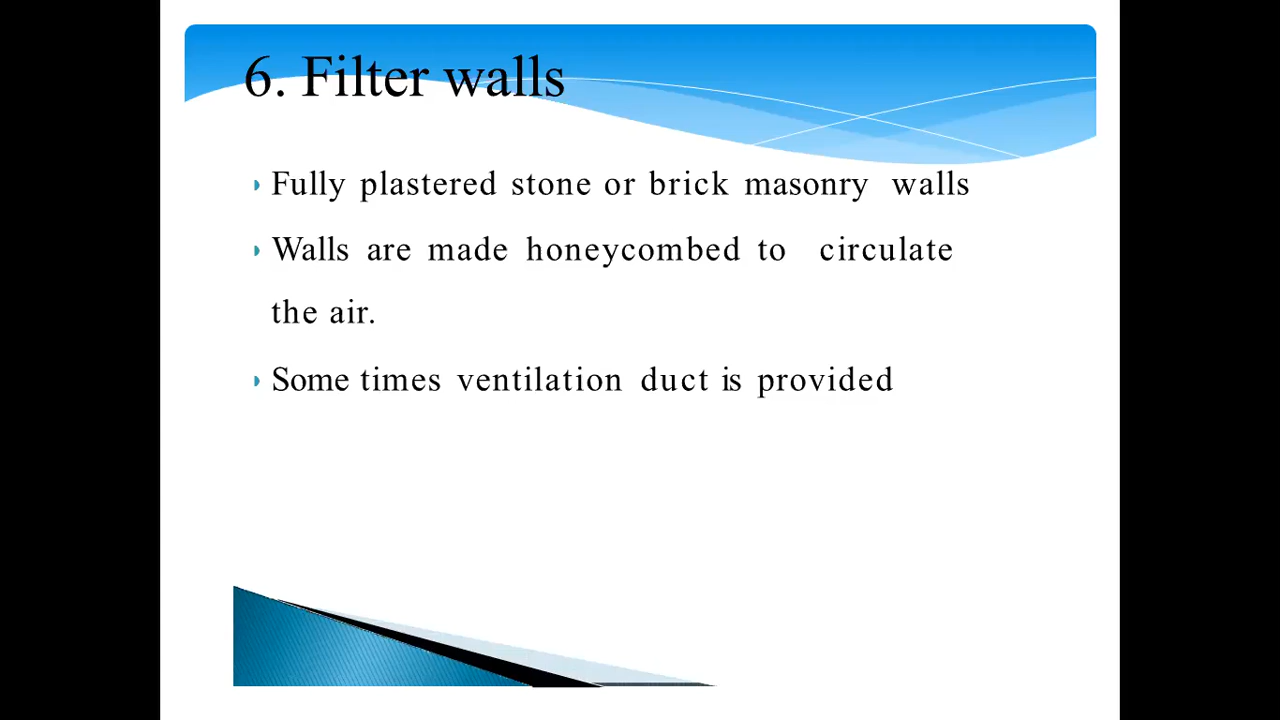 6. Filter walls
Fully plastered stone or brick masonry walls
Walls are made honeycombed to circulate
the air.
Some times ventilation duct is provided